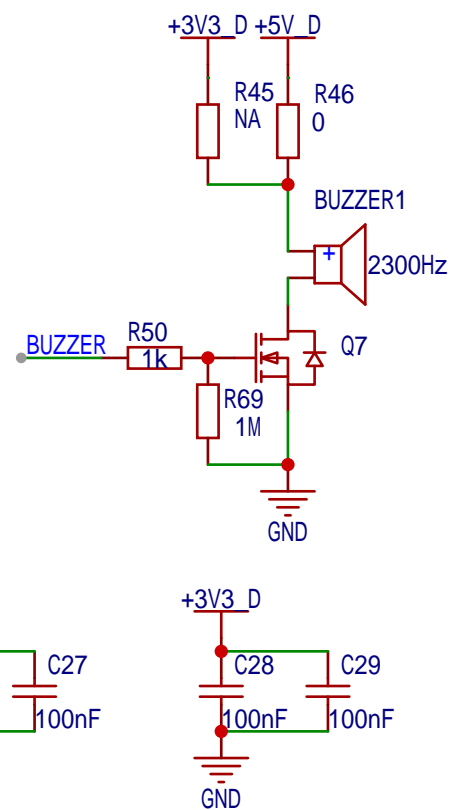 +3V3_D +5V_D
R45 R46
NA 0
BUZZER1
+
2300Hz
BUZZER R50 Q7
1k
R69
1M
GND
+3V3_D
C27 C28 C29
100nF 100nF 100nF
GND